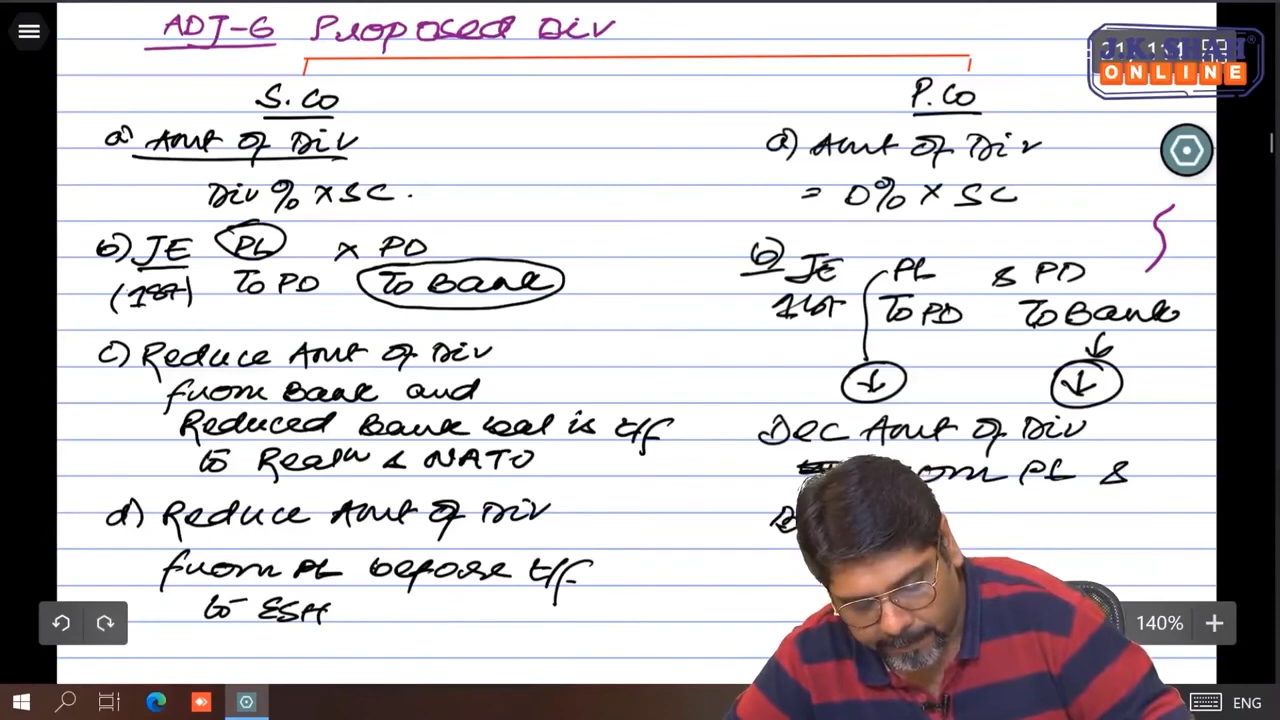 ADJ-6 Proposed Div
S.Co
a) Amt of Div
Div % x SC.
b) JE PL x PD
(1st) To PD To Bank
c) Reduce Amt of Div
from Bank and
Reduced Bank bal is t/f
to Realn & NATO
d) Reduce Amt of Div
from PL before t/f
to ESH
P.Co
a) Amt of Div
= D% x SC
b) JE PL & PD
1st To PD To Bank
Dec Amt of Div
PL &
J.K. SHAH
ONLINE
140%
ENG